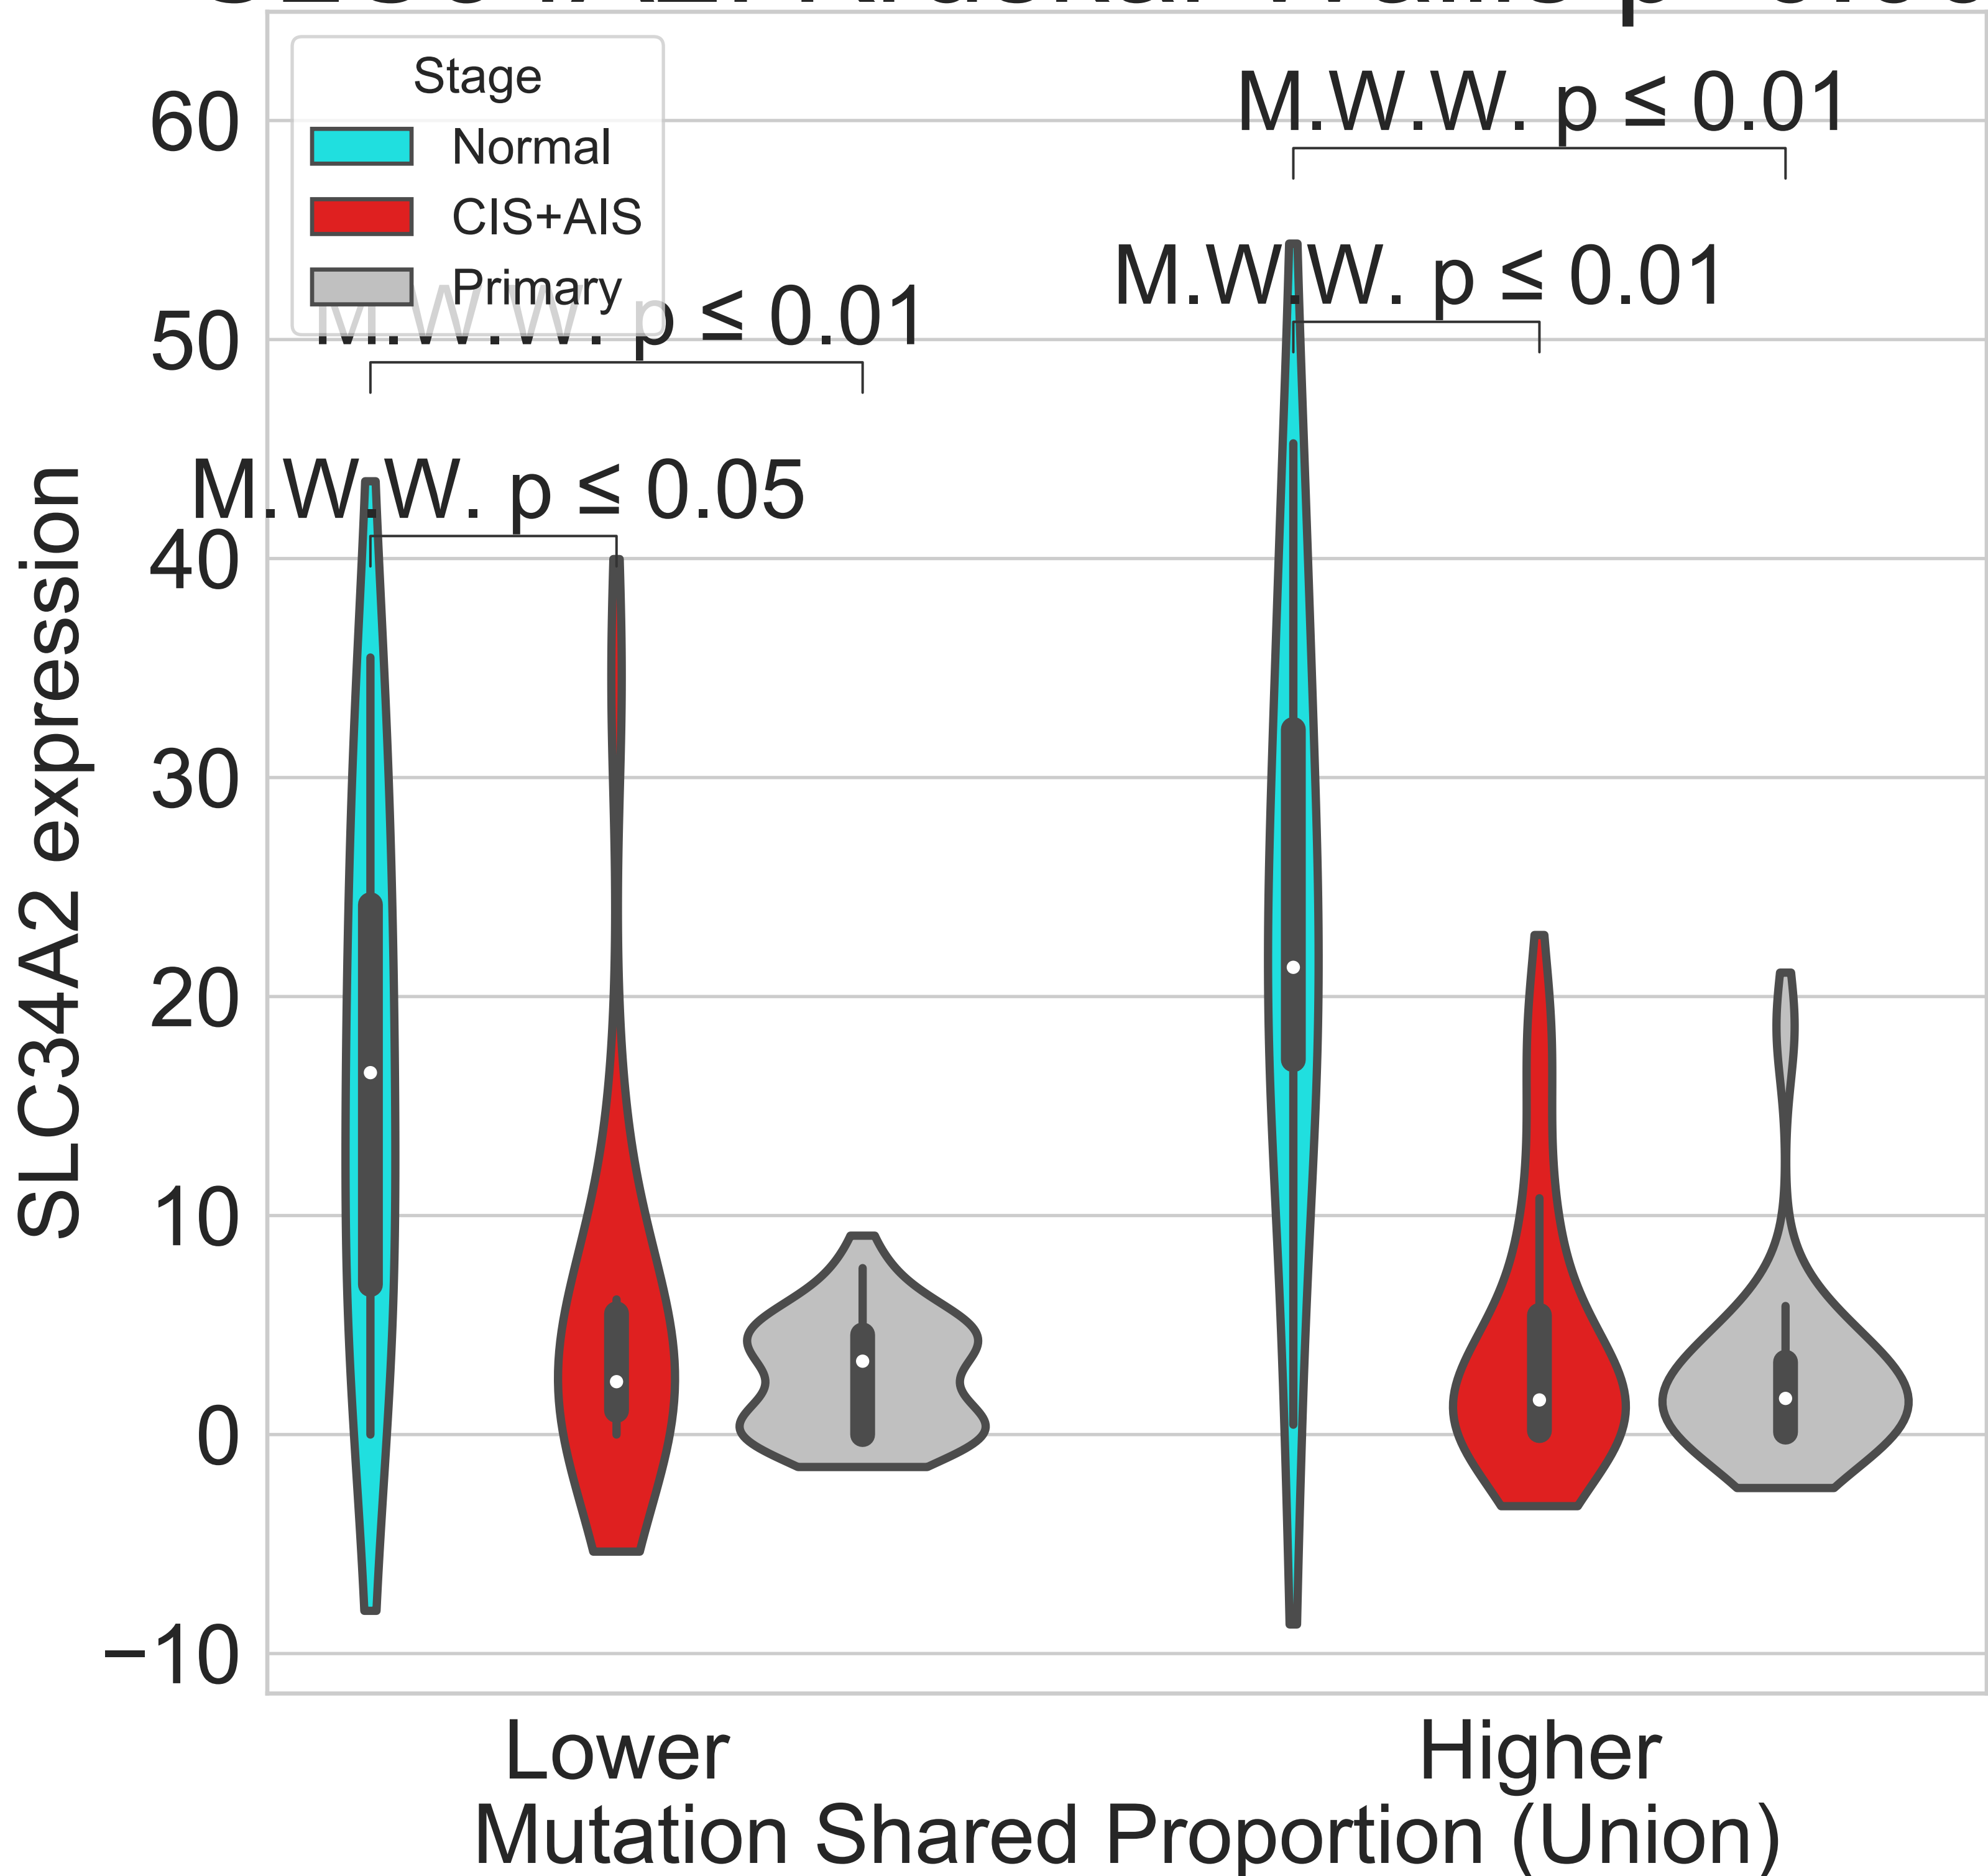 Stage
Normal
CIS+AIS
Primary
M.W.W. p ≤ 0.01
M.W.W. p ≤ 0.01
M.W.W. p ≤ 0.01
M.W.W. p ≤ 0.05
60
50
40
30
20
10
0
−10
SLC34A2 expression
Lower
Higher
Mutation Shared Proportion (Union)